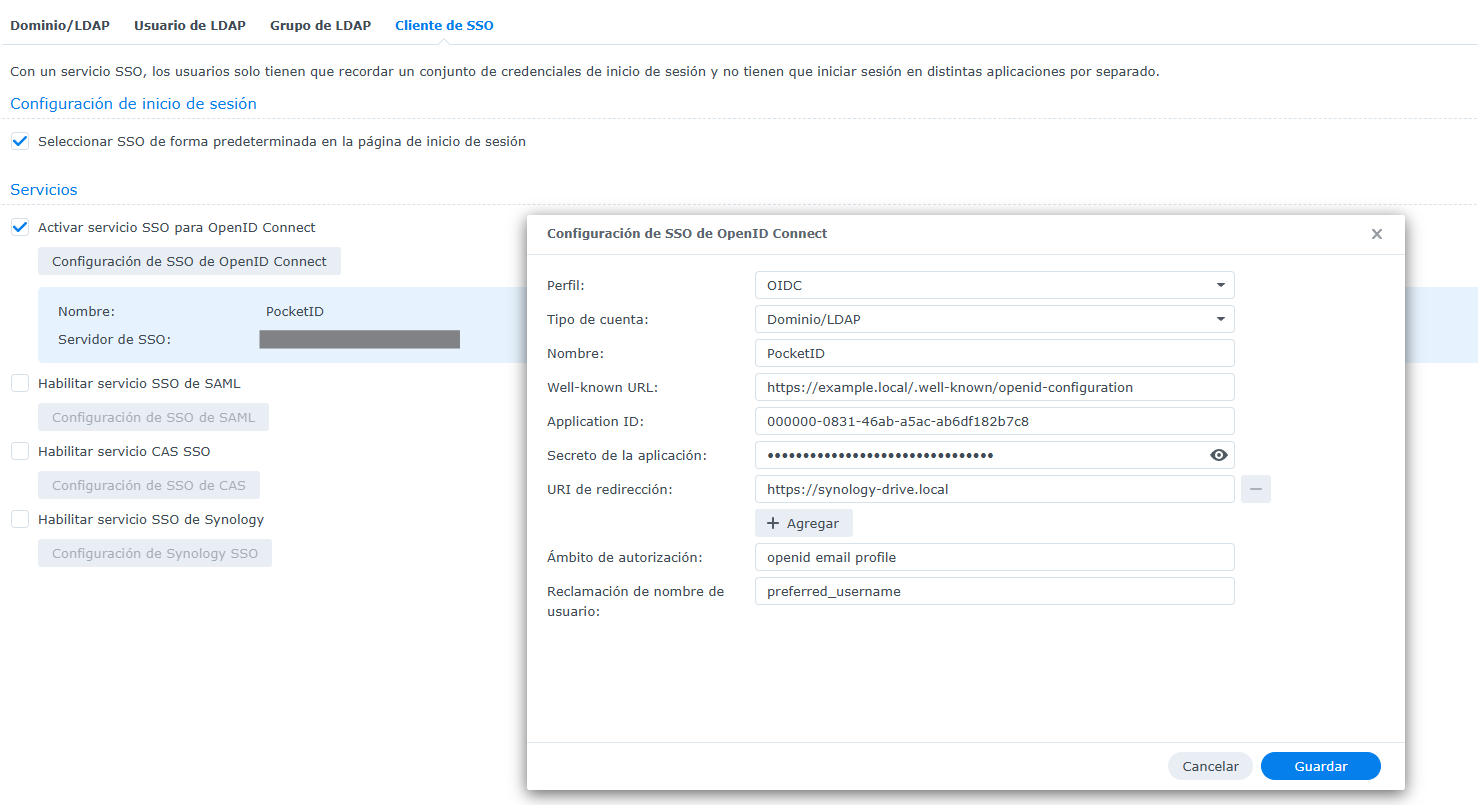 Dominio/LDAP Usuario de LDAP Grupo de LDAP Cliente de SSO
Con un servicio SSO, los usuarios solo tienen que recordar un conjunto de credenciales de inicio de sesión y no tienen que iniciar sesión en distintas aplicaciones por separado.
Configuración de inicio de sesión
Seleccionar SSO de forma predeterminada en la página de inicio de sesión
Servicios
Activar servicio SSO para OpenID Connect
Configuración de SSO de OpenID Connect
Nombre: PocketID
Servidor de SSO:
Habilitar servicio SSO de SAML
Configuración de SSO de SAML
Habilitar servicio CAS SSO
Configuración de SSO de CAS
Habilitar servicio SSO de Synology
Configuración de Synology SSO
Configuración de SSO de OpenID Connect
Perfil: OIDC
Tipo de cuenta: Dominio/LDAP
Nombre: PocketID
Well-known URL: https://example.local/.well-known/openid-configuration
Application ID: 000000-0831-46ab-a5ac-ab6df182b7c8
Secreto de la aplicación: ••••••••••••••••••••••••••••••••
URI de redirección: https://synology-drive.local
+ Agregar
Ámbito de autorización: openid email profile
Reclamación de nombre de preferred_username
usuario:
Cancelar Guardar